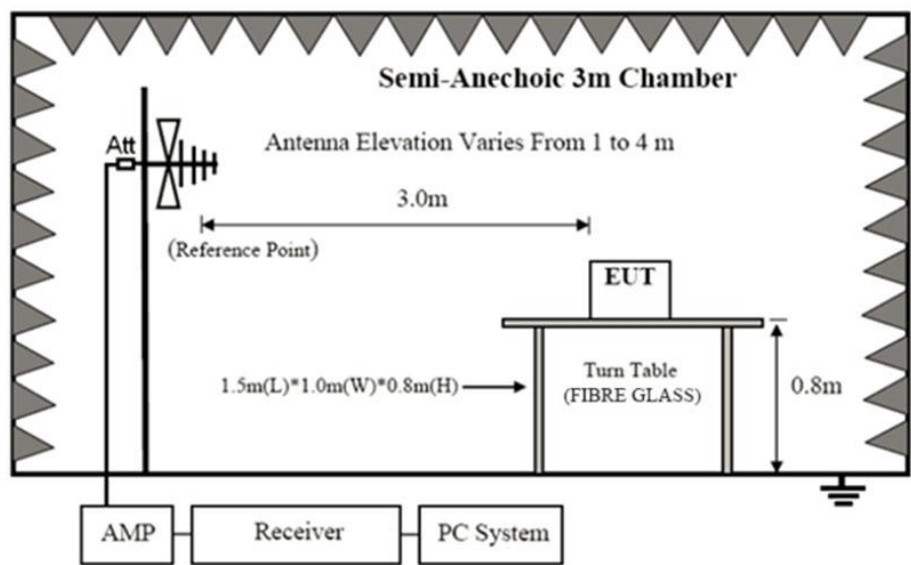 Semi-Anechoic 3m Chamber
Att
Antenna Elevation Varies From 1 to 4 m
3.0m
(Reference Point)
EUT
1.5m(L)*1.0m(W)*0.8m(H)
Turn Table
(FIBRE GLASS)
0.8m
AMP
Receiver
PC System